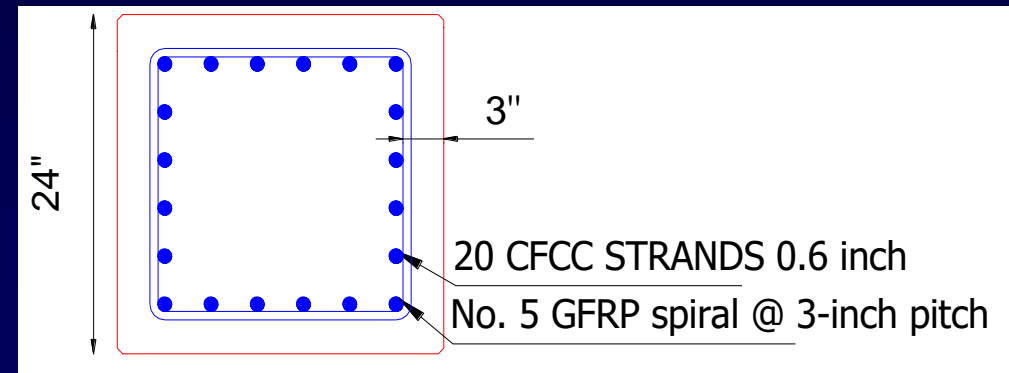 3"
24"
20 CFCC STRANDS 0.6 inch
No. 5 GFRP spiral @ 3-inch pitch